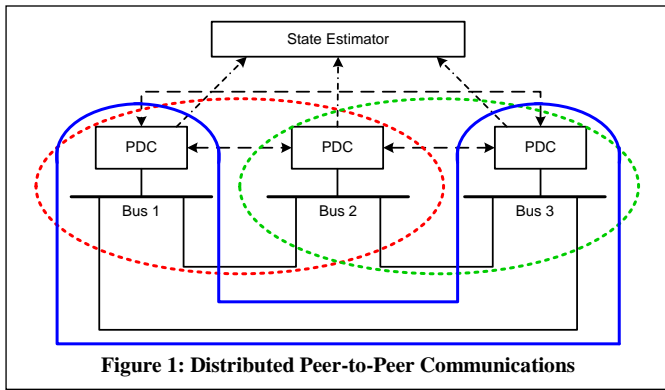 State Estimator
PDC
PDC
PDC
Bus 1
Bus 2
Bus 3
Figure 1: Distributed Peer-to-Peer Communications